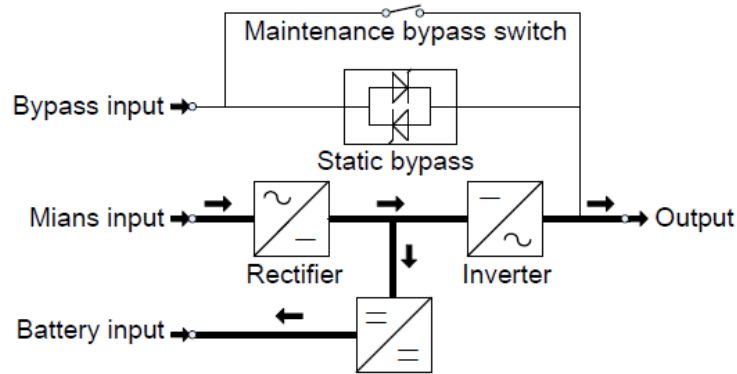 Maintenance bypass switch
Bypass input
Static bypass
Mians input
Output
Rectifier
Inverter
Battery input